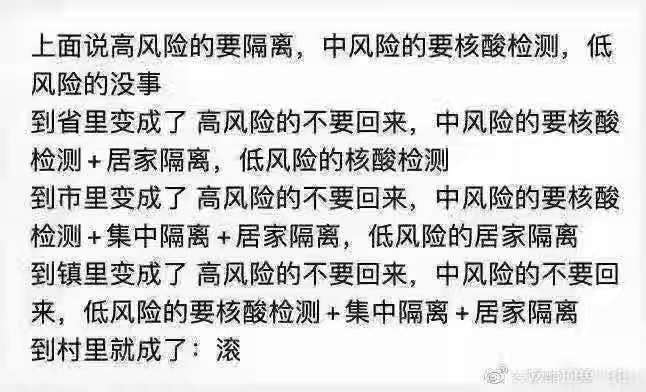 上面说高风险的要隔离，中风险的要核酸检测，低
风险的没事
到省里变成了 高风险的不要回来，中风险的要核酸
检测+居家隔离，低风险的核酸检测
到市里变成了 高风险的不要回来，中风险的要核酸
检测+集中隔离+居家隔离，低风险的居家隔离
到镇里变成了 高风险的不要回来，中风险的不要回
来，低风险的要核酸检测+集中隔离+居家隔离
到村里就成了：滚